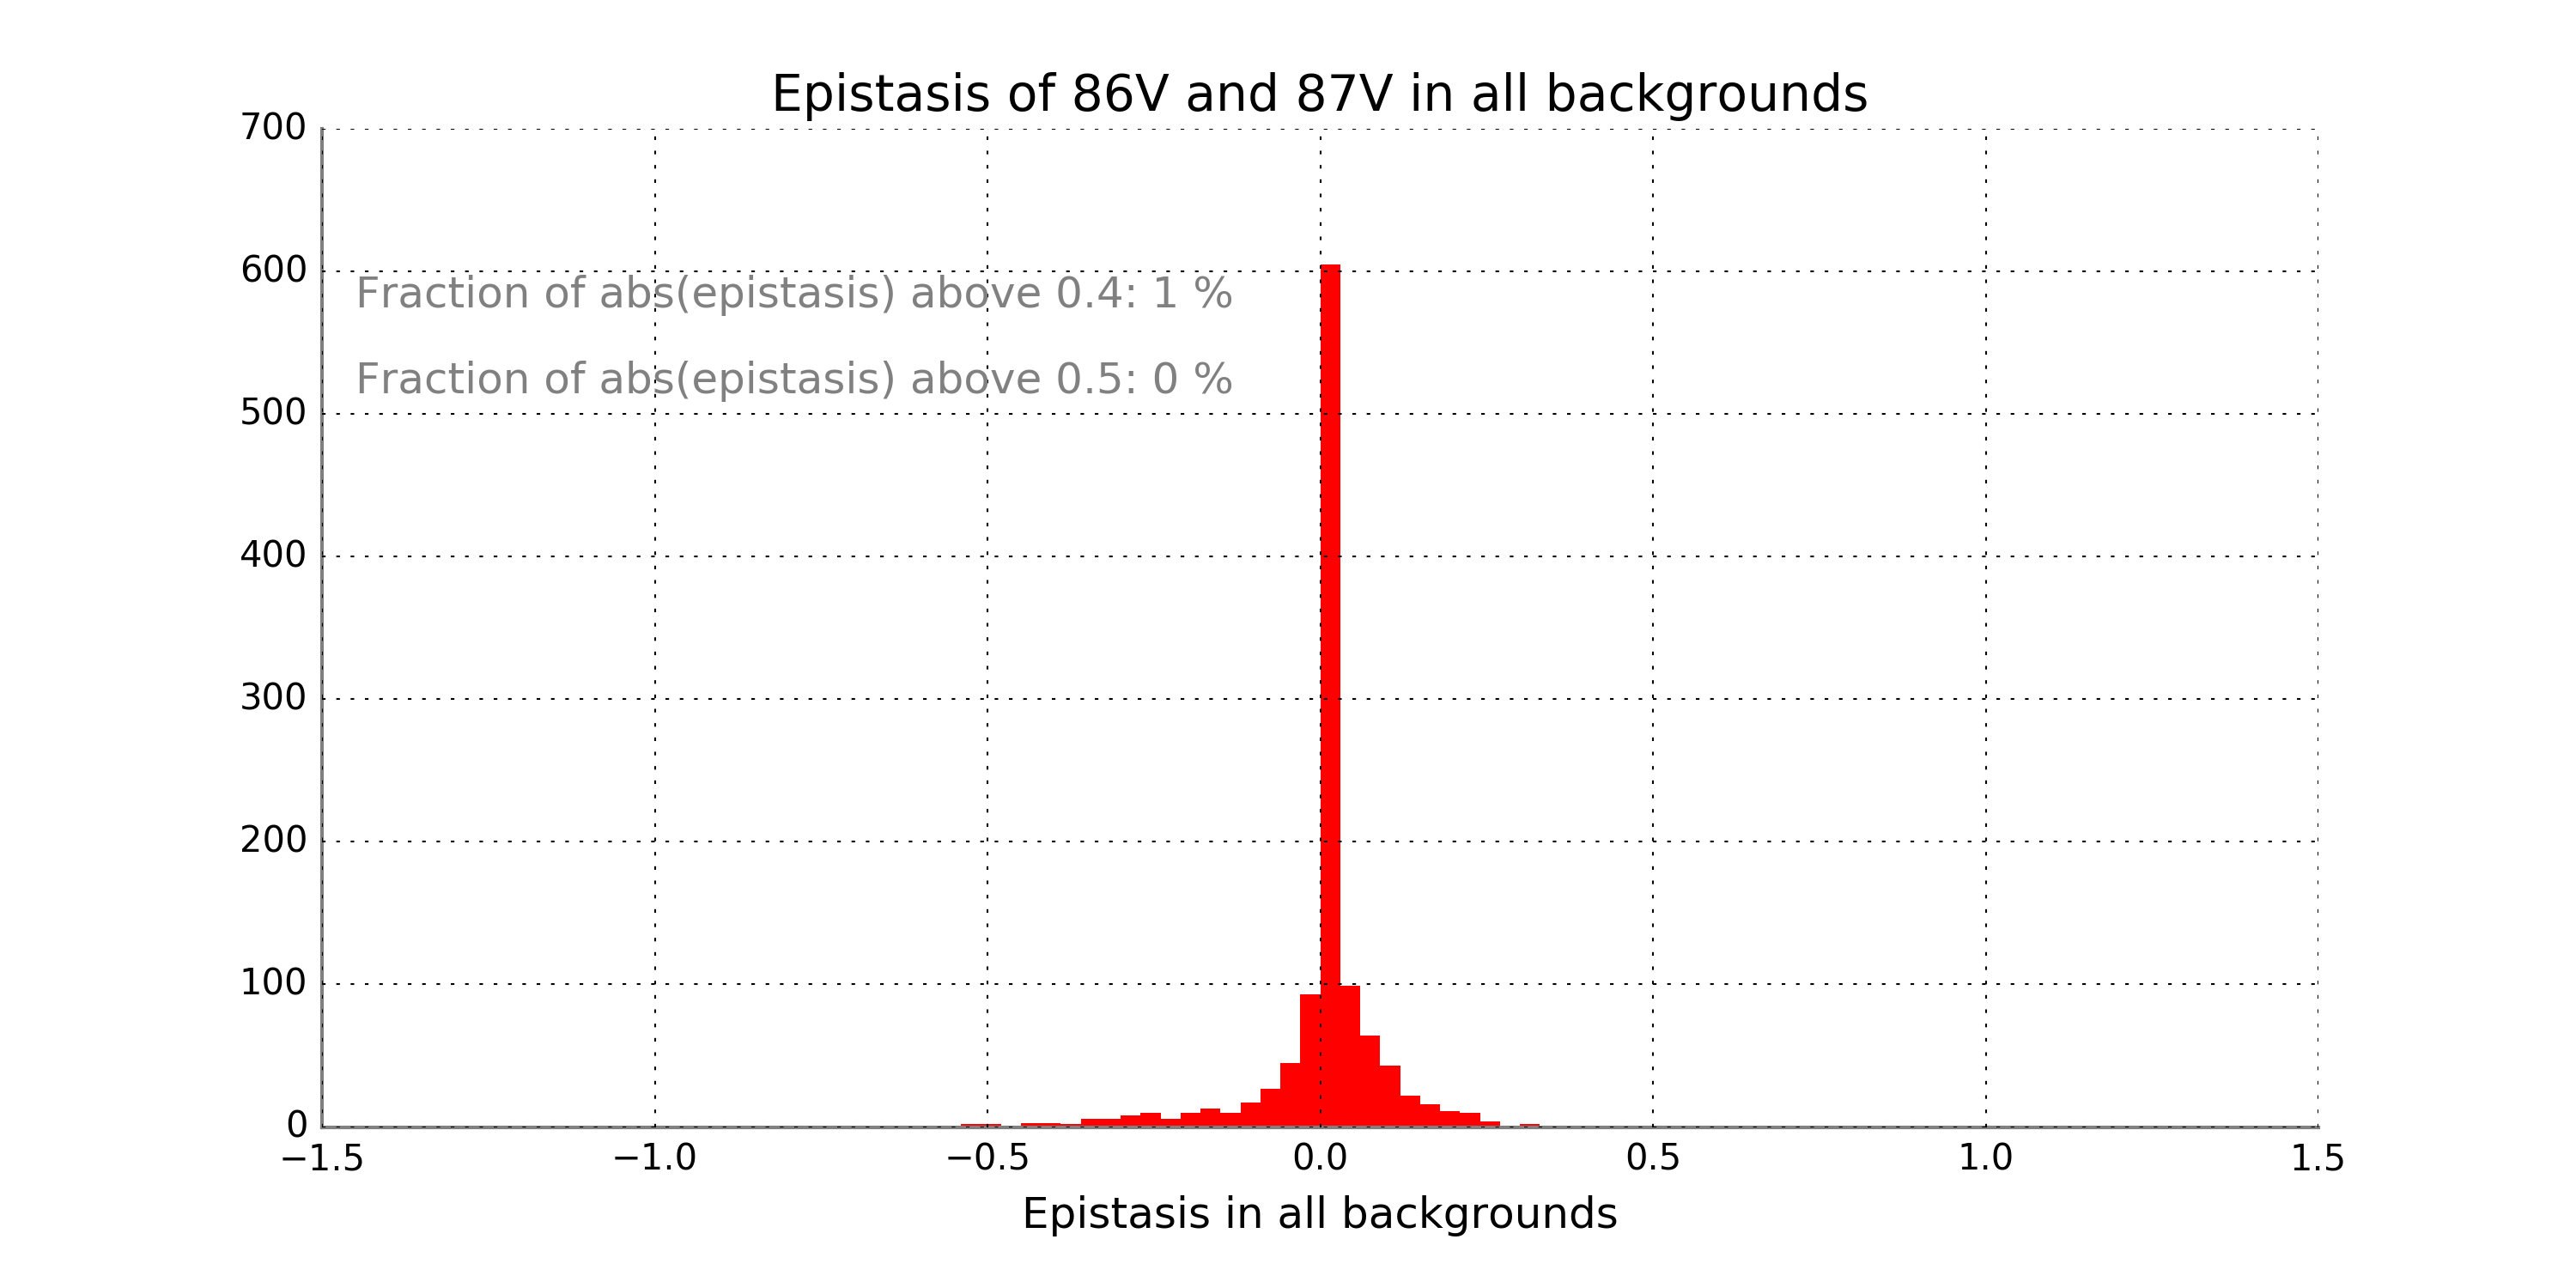 Epistasis of 86V and 87V in all backgrounds
700
600
Fraction of abs(epistasis) above 0.4: 1 %
Fraction of abs(epistasis) above 0.5: 0 %
500
400
300
200
100
0
−1.5 −1.0 −0.5 0.0 0.5 1.0 1.5
Epistasis in all backgrounds